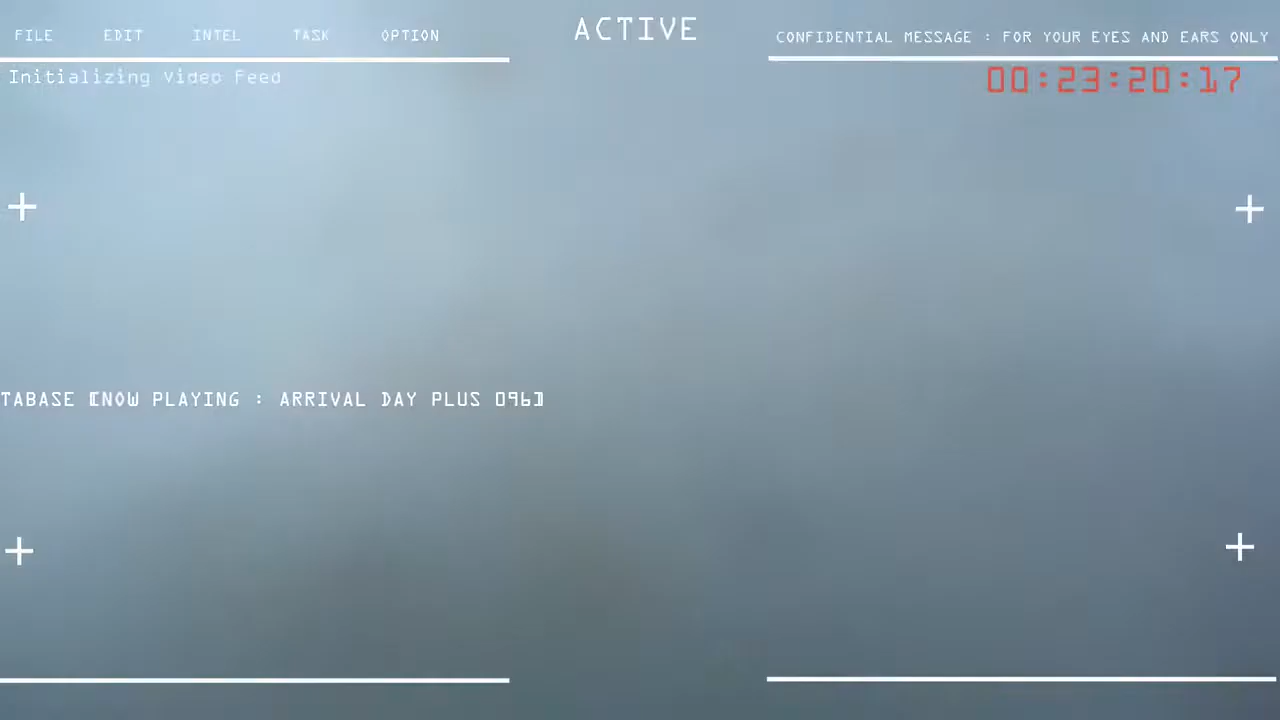 FILE EDIT INTEL TASK OPTION
ACTIVE
CONFIDENTIAL MESSAGE : FOR YOUR EYES AND EARS ONLY
Initializing Video Feed
00:23:20:17
TABASE [NOW PLAYING : ARRIVAL DAY PLUS 096]